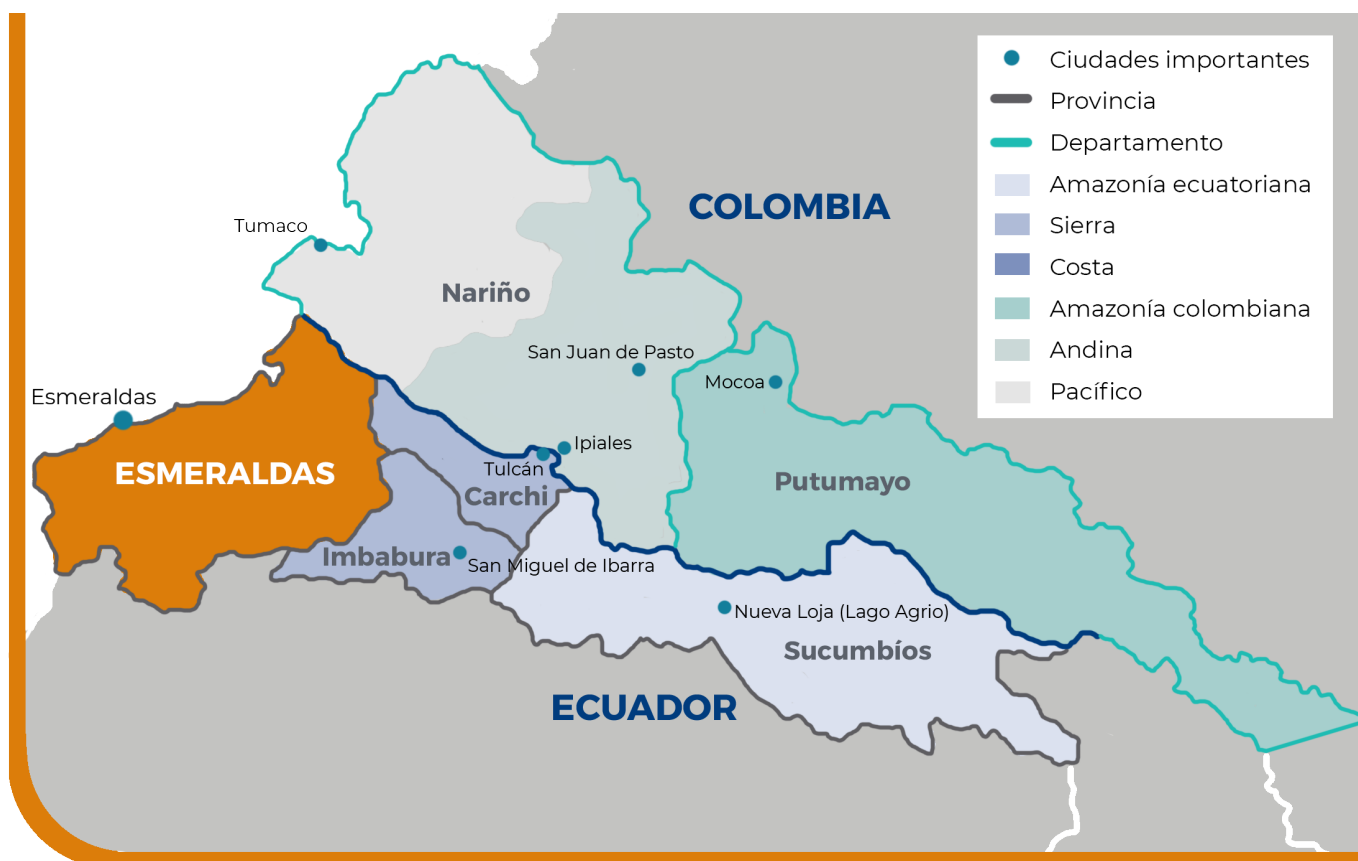 Ciudades importantes
Provincia
Departamento
Amazonía ecuatoriana
Sierra
Costa
Amazonía colombiana
Andina
Pacífico
COLOMBIA
Tumaco
Nariño
San Juan de Pasto
Mocoa
Esmeraldas
Ipiales
Tulcán
ESMERALDAS
Carchi
Putumayo
Imbabura
San Miguel de Ibarra
Nueva Loja (Lago Agrio)
Sucumbíos
ECUADOR